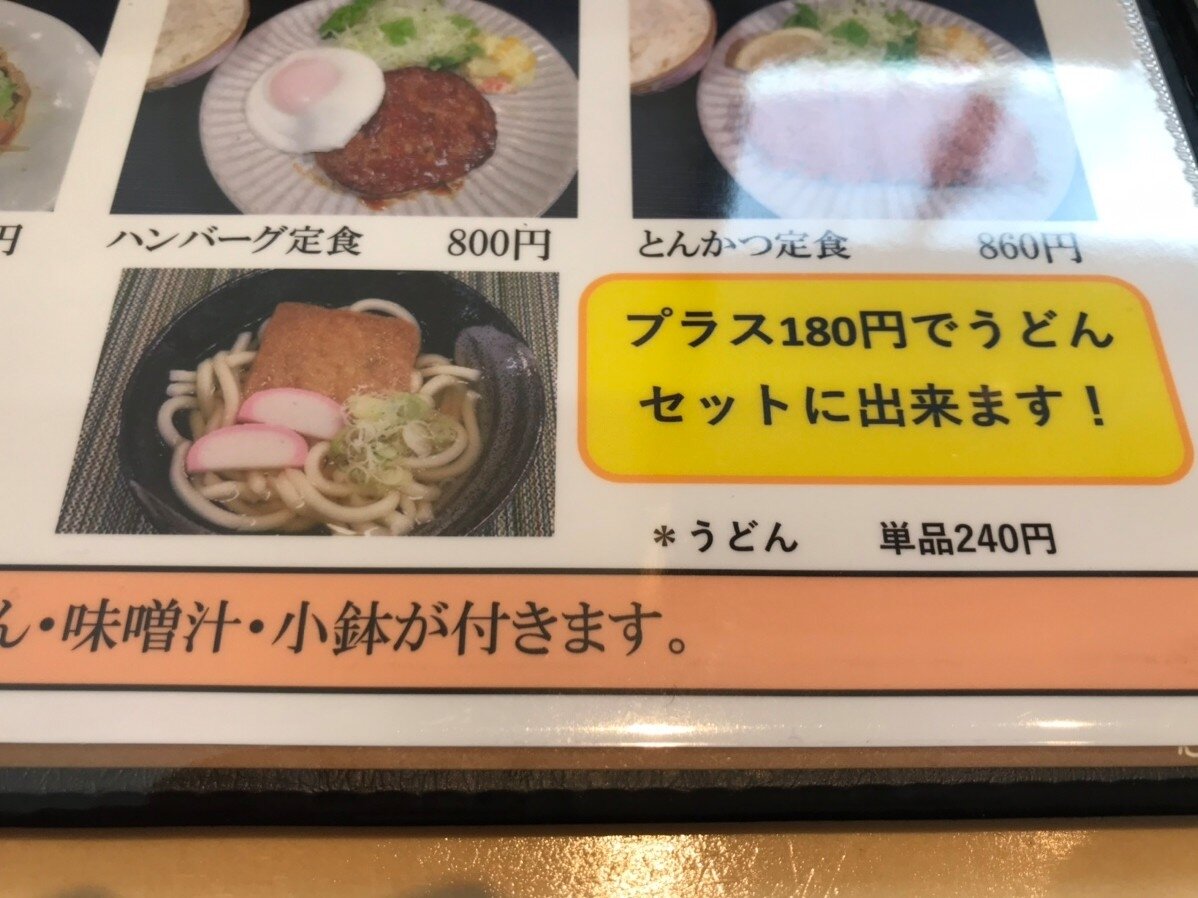 円
ハンバーグ定食 800円
とんかつ定食 860円
プラス180円でうどん
セットに出来ます!
*うどん 単品240円
ん・味噌汁・小鉢が付きます。